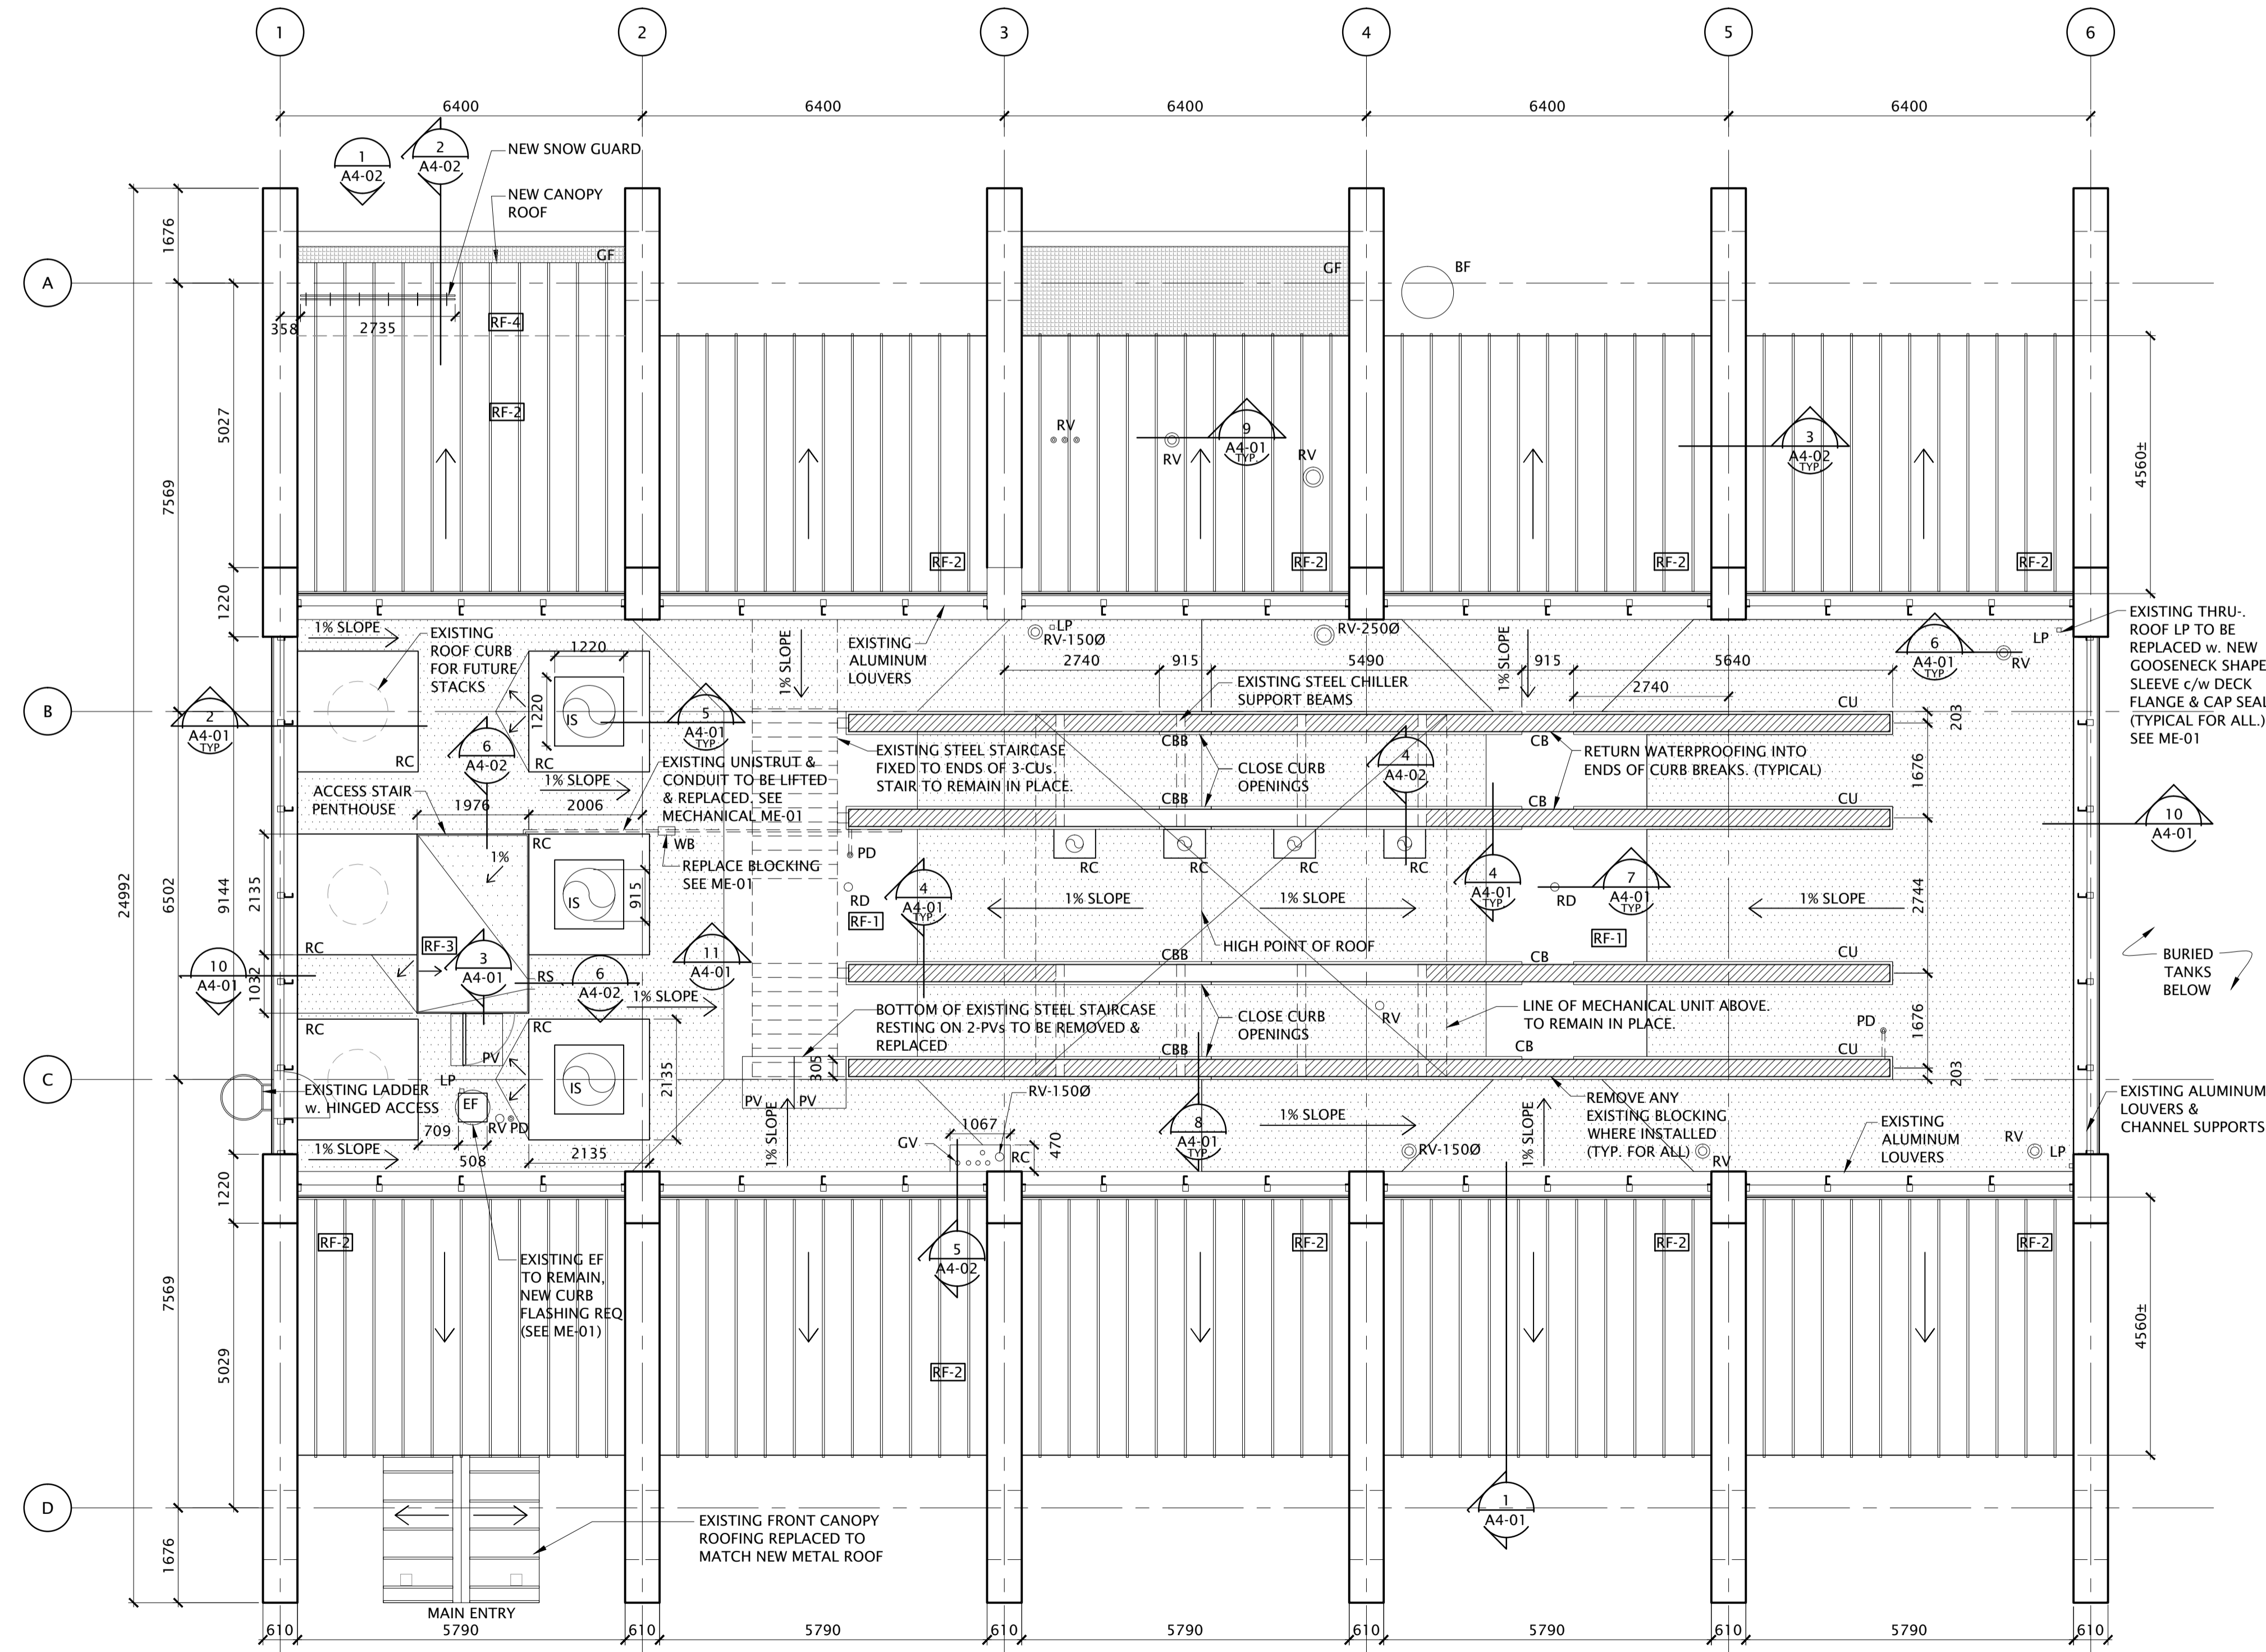 1
2
3
4
5
6
6400
6400
6400
6400
6400
1
A4-02
2
A4-02
NEW SNOW GUARD
NEW CANOPY
ROOF
1676
A
GF
GF
BF
358
2735
RF-4
RF-2
5027
7569
RV
RV
RV
9
A4-01
TYP.
3
A4-02
TYP
4560±
RF-2
RF-2
RF-2
RF-2
1220
1% SLOPE
EXISTING
ROOF CURB
FOR FUTURE
STACKS
1220
1220
IS
RC
RC
1% SLOPE
EXISTING
ALUMINUM
LOUVERS
LP
RV-150Ø
RV-250Ø
2740
915
5490
915
5640
2740
1% SLOPE
EXISTING STEEL CHILLER
SUPPORT BEAMS
6
A4-01
TYP
RV
LP
EXISTING THRU-.
ROOF LP TO BE
REPLACED w. NEW
GOOSENECK SHAPE
SLEEVE c/w DECK
FLANGE & CAP SEAL
(TYPICAL FOR ALL.)
SEE ME-01
B
2
A4-01
TYP
6
A4-02
5
A4-01
TYP
1% SLOPE
EXISTING STEEL STAIRCASE
FIXED TO ENDS OF 3-CUs.
STAIR TO REMAIN IN PLACE.
EXISTING UNISTRUT &
CONDUIT TO BE LIFTED
& REPLACED. SEE
MECHANICAL ME-01
CBB
CLOSE CURB
OPENINGS
CBB
4
A4-02
CB
RETURN WATERPROOFING INTO
ENDS OF CURB BREAKS. (TYPICAL)
CB
CU
CU
203
1676
ACCESS STAIR
PENTHOUSE
1976
2006
WB
REPLACE BLOCKING
SEE ME-01
PD
RC
RC
RC
RC
10
A4-01
24992
6502
9144
2135
1%
RC
IS
915
RD
RF-1
4
A4-01
TYP.
1% SLOPE
1% SLOPE
4
A4-01
TYP
7
A4-01
TYP
RD
RF-1
1% SLOPE
2744
HIGH POINT OF ROOF
RC
RF-3
3
A4-01
RS
6
A4-02
11
A4-01
1% SLOPE
10
A4-01
1032
CBB
CB
CU
BURIED
TANKS
BELOW
BOTTOM OF EXISTING STEEL STAIRCASE
RESTING ON 2-PVs TO BE REMOVED &
REPLACED
CLOSE CURB
OPENINGS
RV
LINE OF MECHANICAL UNIT ABOVE.
TO REMAIN IN PLACE.
PD
1676
CBB
CB
CU
203
RC
RC
PV
305
2135
IS
C
EXISTING LADDER
w. HINGED ACCESS
LP
EF
RV
PD
709
508
2135
1% SLOPE
PV
PV
1% SLOPE
RV-150Ø
1067
GV
RC
470
8
A4-01
TYP
1% SLOPE
RV-150Ø
1% SLOPE
REMOVE ANY
EXISTING BLOCKING
WHERE INSTALLED
(TYP. FOR ALL)
RV
EXISTING
ALUMINUM
LOUVERS
RV
LP
EXISTING ALUMINUM
LOUVERS &
CHANNEL SUPPORTS
1220
RF-2
EXISTING EF
TO REMAIN,
NEW CURB
FLASHING REQ
(SEE ME-01)
5
A4-02
RF-2
RF-2
RF-2
RF-2
7569
5029
4560±
D
1
A4-01
EXISTING FRONT CANOPY
ROOFING REPLACED TO
MATCH NEW METAL ROOF
1676
MAIN ENTRY
610
5790
610
5790
610
5790
610
5790
610
5790
610